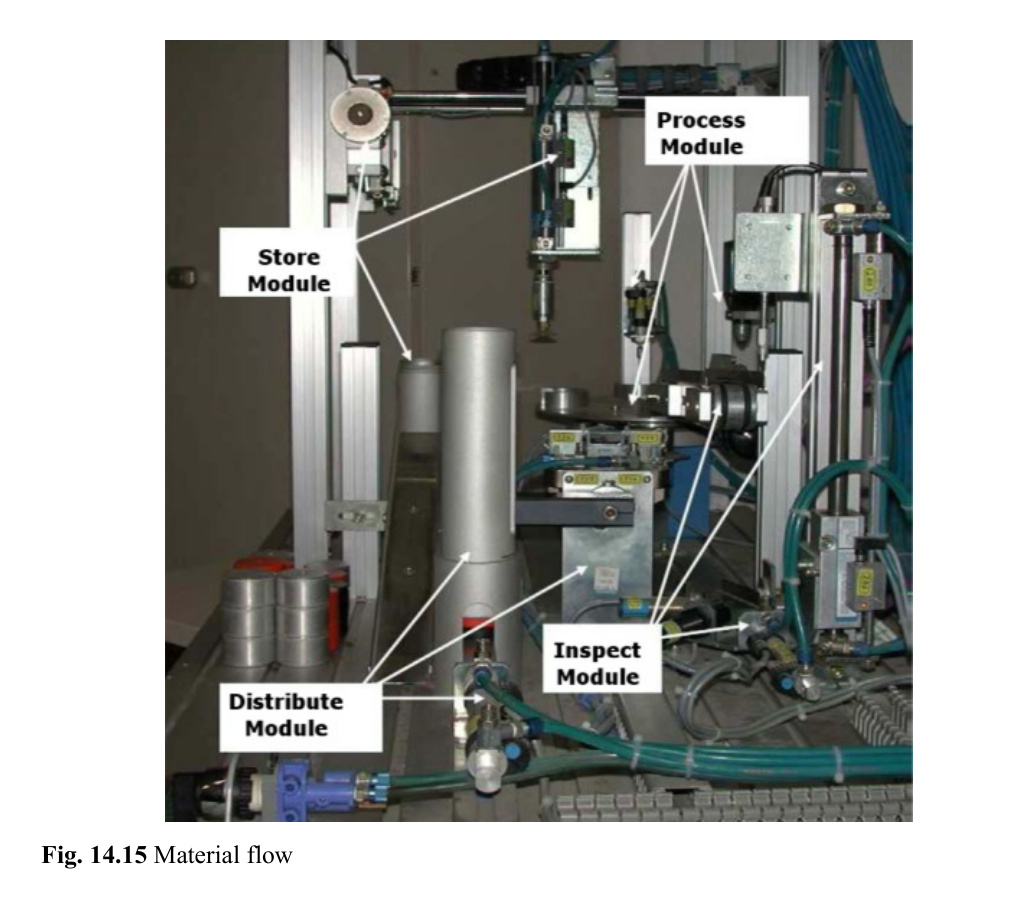 Process
Module
Store
Module
Inspect
Module
Distribute
Module
Fig. 14.15 Material flow